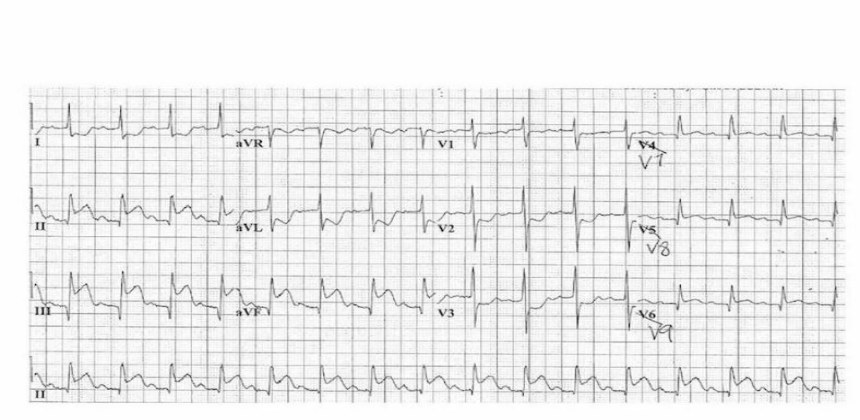 I aVR V1 V4
V7
II aVL V2 V5
V8
III aVF V3 V6
V9
II